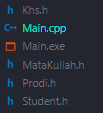 Khs.h
Main.cpp
Main.exe
MataKuliah.h
Prodi.h
Student.h